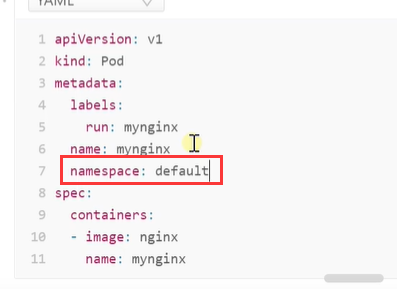 YAML
1 apiVersion: v1
2 kind: Pod
3 metadata:
4   labels:
5     run: mynginx
6   name: mynginx
7   namespace: default
8 spec:
9   containers:
10   - image: nginx
11     name: mynginx